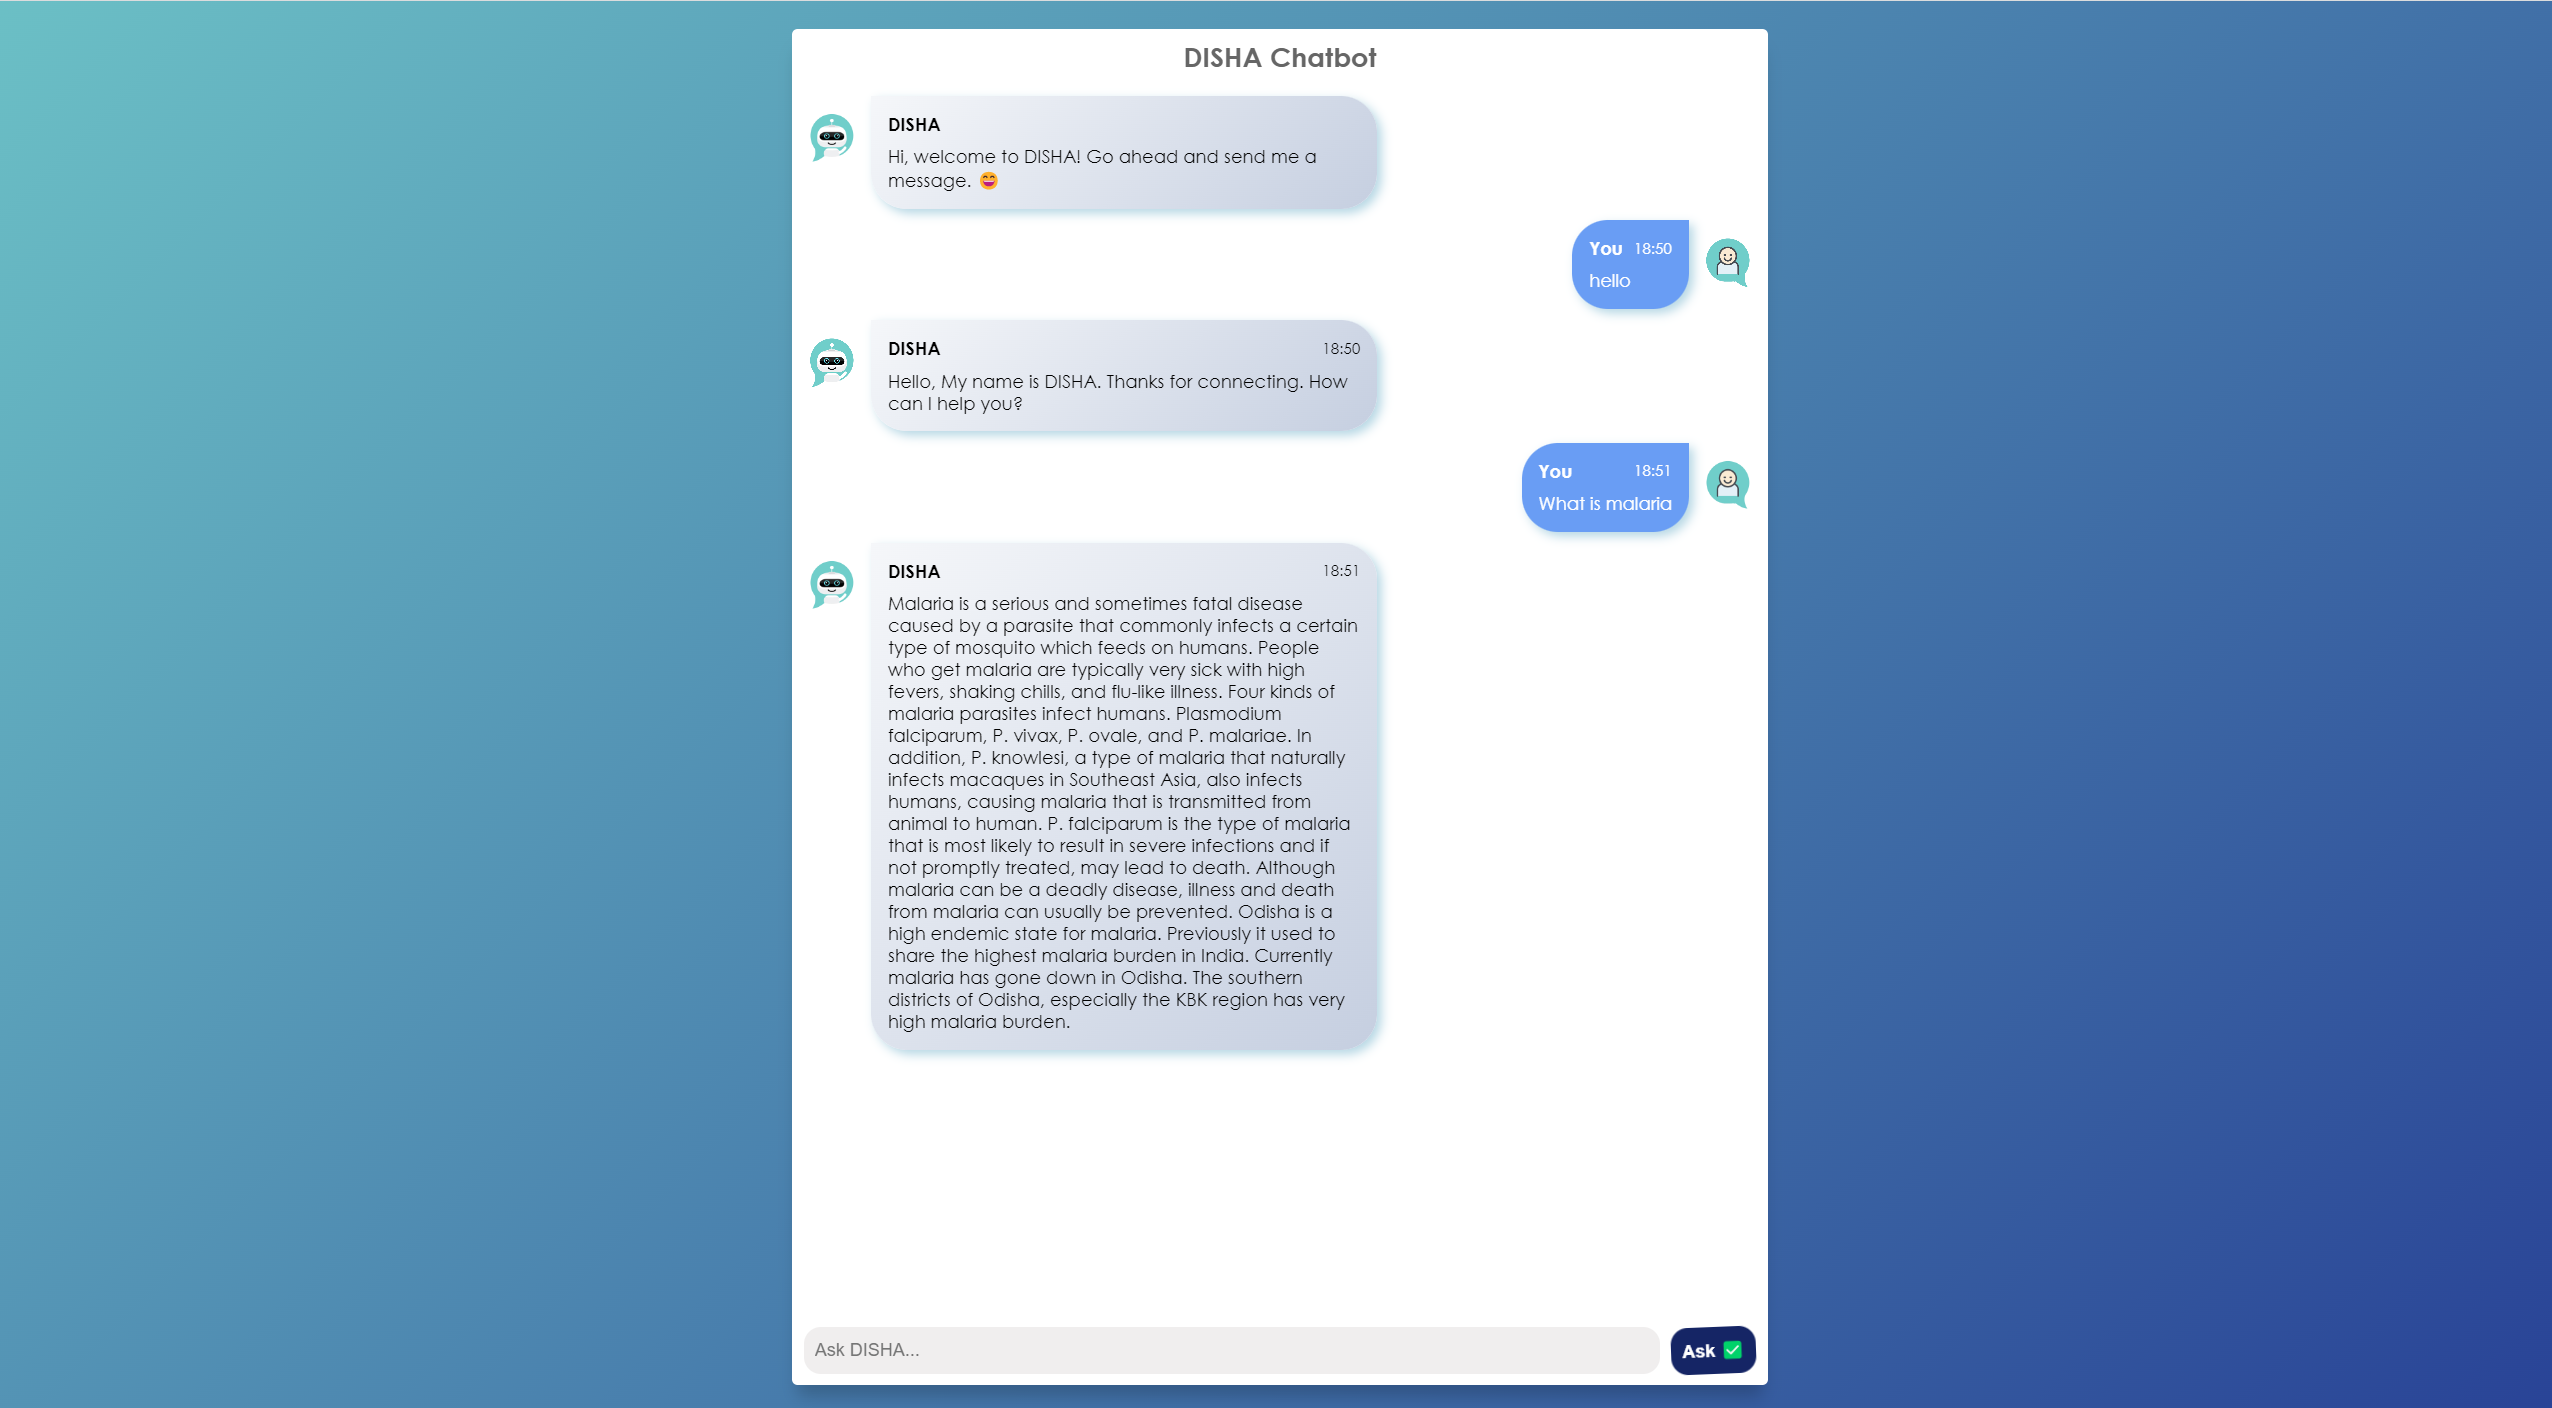 DISHA Chatbot
DISHA
Hi, welcome to DISHA! Go ahead and send me a
message. 😄
You 18:50
hello
DISHA 18:50
Hello, My name is DISHA. Thanks for connecting. How
can I help you?
You 18:51
What is malaria
DISHA 18:51
Malaria is a serious and sometimes fatal disease
caused by a parasite that commonly infects a certain
type of mosquito which feeds on humans. People
who get malaria are typically very sick with high
fevers, shaking chills, and flu-like illness. Four kinds of
malaria parasites infect humans. Plasmodium
falciparum, P. vivax, P. ovale, and P. malariae. In
addition, P. knowlesi, a type of malaria that naturally
infects macaques in Southeast Asia, also infects
humans, causing malaria that is transmitted from
animal to human. P. falciparum is the type of malaria
that is most likely to result in severe infections and if
not promptly treated, may lead to death. Although
malaria can be a deadly disease, illness and death
from malaria can usually be prevented. Odisha is a
high endemic state for malaria. Previously it used to
share the highest malaria burden in India. Currently
malaria has gone down in Odisha. The southern
districts of Odisha, especially the KBK region has very
high malaria burden.
Ask DISHA...
Ask ✅